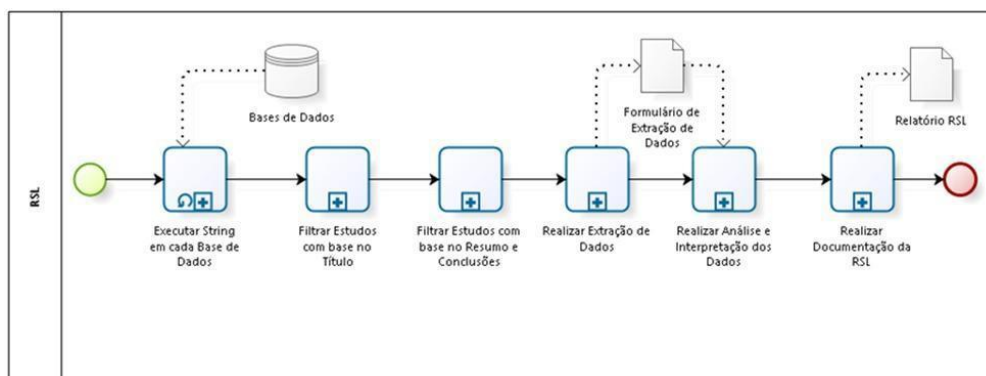 RSL
Bases de Dados
Formulário de
Extração de
Dados
Relatório RSL
Executar String
em cada Base de
Dados
Filtrar Estudos
com base no
Título
Filtrar Estudos com
base no Resumo e
Conclusões
Realizar Extração de
Dados
Realizar Análise e
Interpretação dos
Dados
Realizar
Documentação da
RSL